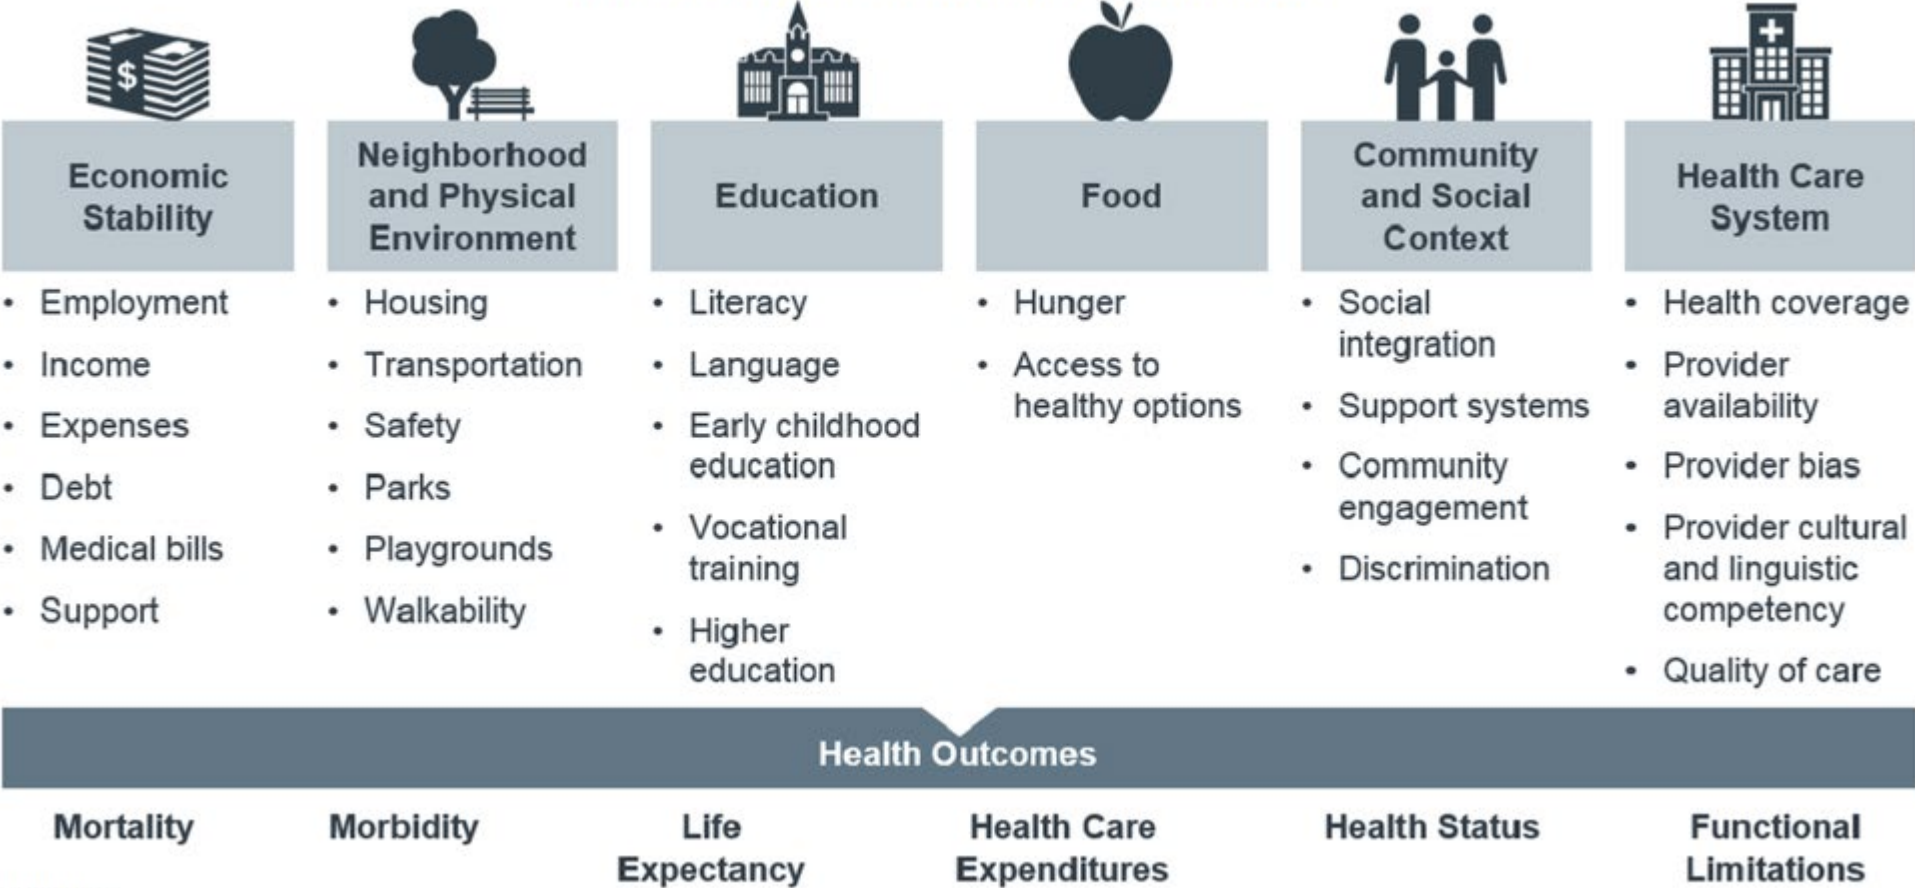 $
Economic
Stability
• Employment
• Income
• Expenses
• Debt
• Medical bills
• Support
Neighborhood
and Physical
Environment
• Housing
• Transportation
• Safety
• Parks
• Playgrounds
• Walkability
Education
• Literacy
• Language
• Early childhood
education
• Vocational
training
• Higher
education
Food
• Hunger
• Access to
healthy options
Community
and Social
Context
• Social
integration
• Support systems
• Community
engagement
• Discrimination
Health Care
System
• Health coverage
• Provider
availability
• Provider bias
• Provider cultural
and linguistic
competency
• Quality of care
Health Outcomes
Mortality
Morbidity
Life
Expectancy
Health Care
Expenditures
Health Status
Functional
Limitations